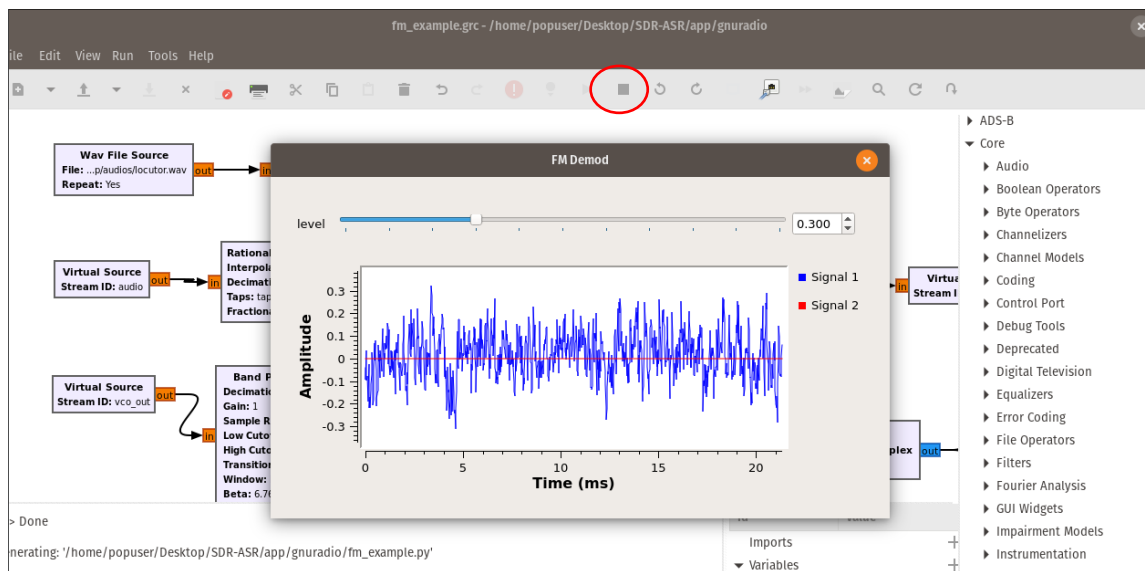 fm_example.grc - /home/popuser/Desktop/SDR-ASR/app/gnuradio
ile Edit View Run Tools Help
Wav File Source
File: ...p/audios/locutor.wav
Repeat: Yes
out
in
Virtual Source
Stream ID: audio
out
in
Rational
Interpola
Decimati
Taps: tap
Fractiona
Virtual Source
Stream ID: vco_out
out
in
Band P
Decimatio
Gain: 1
Sample R
Low Cuto
High Cuto
Transition
Window:
Beta: 6.76
FM Demod
level
0.300
Signal 1
Signal 2
Amplitude
0.3
0.2
0.1
0
-0.1
-0.2
-0.3
0 5 10 15 20
Time (ms)
in
Virtua
Stream I
plex
out
ADS-B
Core
Audio
Boolean Operators
Byte Operators
Channelizers
Channel Models
Coding
Control Port
Debug Tools
Deprecated
Digital Television
Equalizers
Error Coding
File Operators
Filters
Fourier Analysis
GUI Widgets
Impairment Models
Instrumentation
> Done
enerating: '/home/popuser/Desktop/SDR-ASR/app/gnuradio/fm_example.py'
Id Value
Imports
Variables